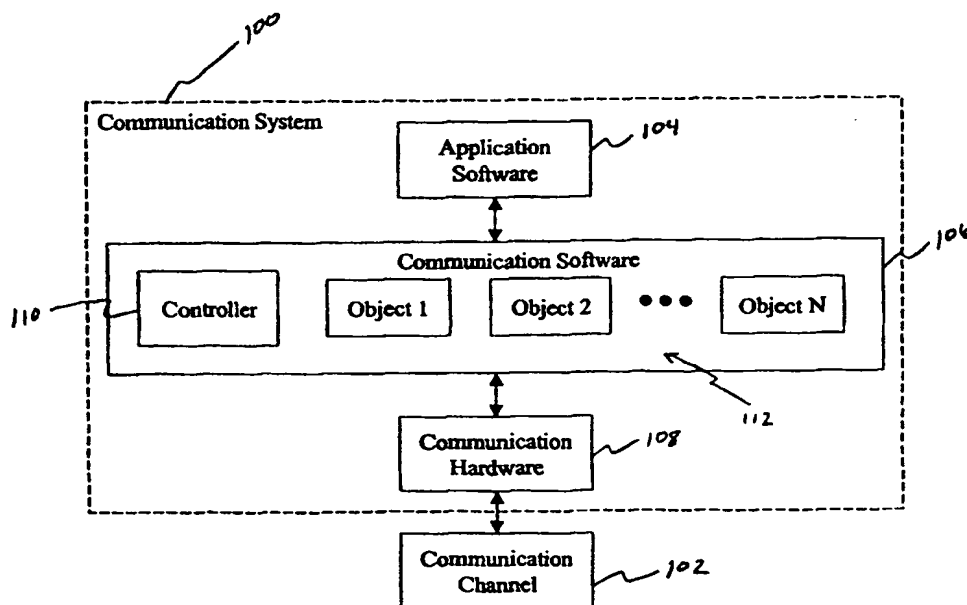 100
Communication System
Application
Software
104
Communication Software
106
110
Controller
Object 1
Object 2
Object N
112
Communication
Hardware
108
Communication
Channel
102